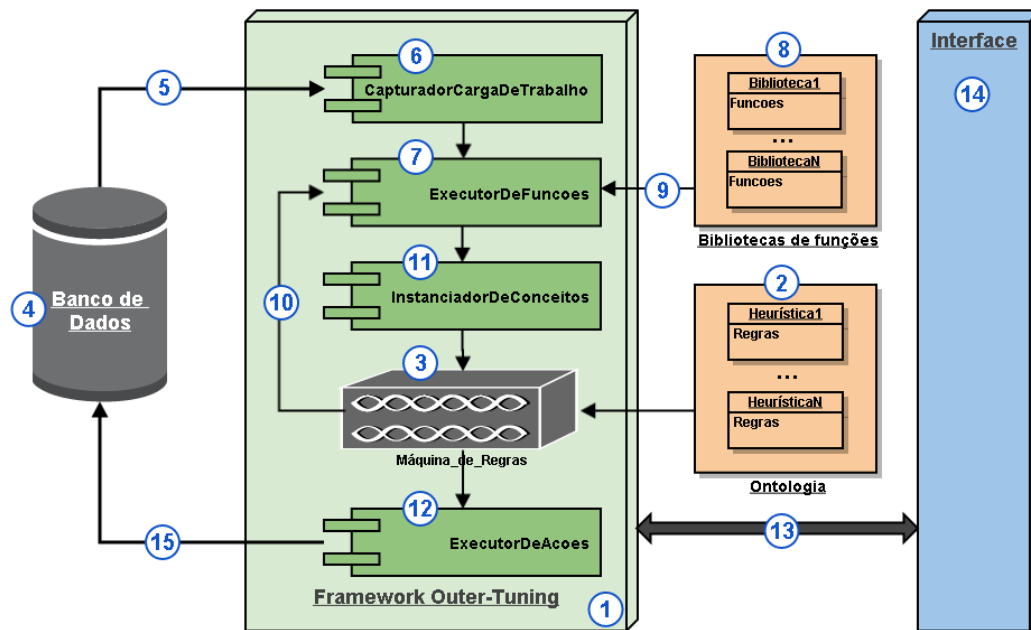 6
CapturadorCargaDeTrabalho
5
7
ExecutorDeFuncoes
9
8
Biblioteca1
Funcoes
...
BibliotecaN
Funcoes
Bibliotecas de funções
Interface
14
4
Banco de
Dados
10
11
InstanciadorDeConceitos
3
Máquina_de_Regras
2
Heurística1
Regras
...
HeurísticaN
Regras
Ontologia
12
ExecutorDeAcoes
15
13
Framework Outer-Tuning
1